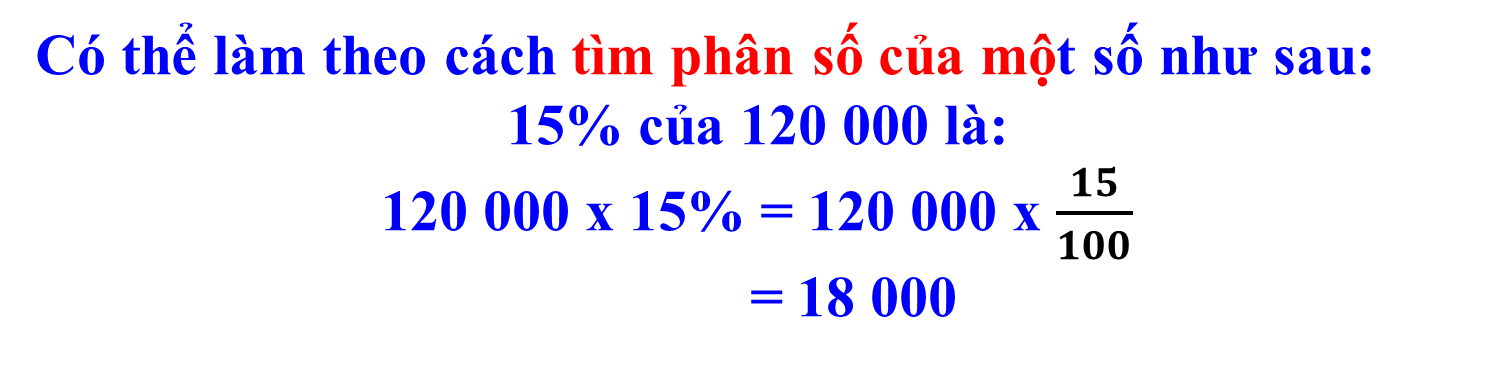 Có thể làm theo cách tìm phân số của một số như sau:
15% của 120 000 là:
120 000 x 15% = 120 000 x 15/100
= 18 000